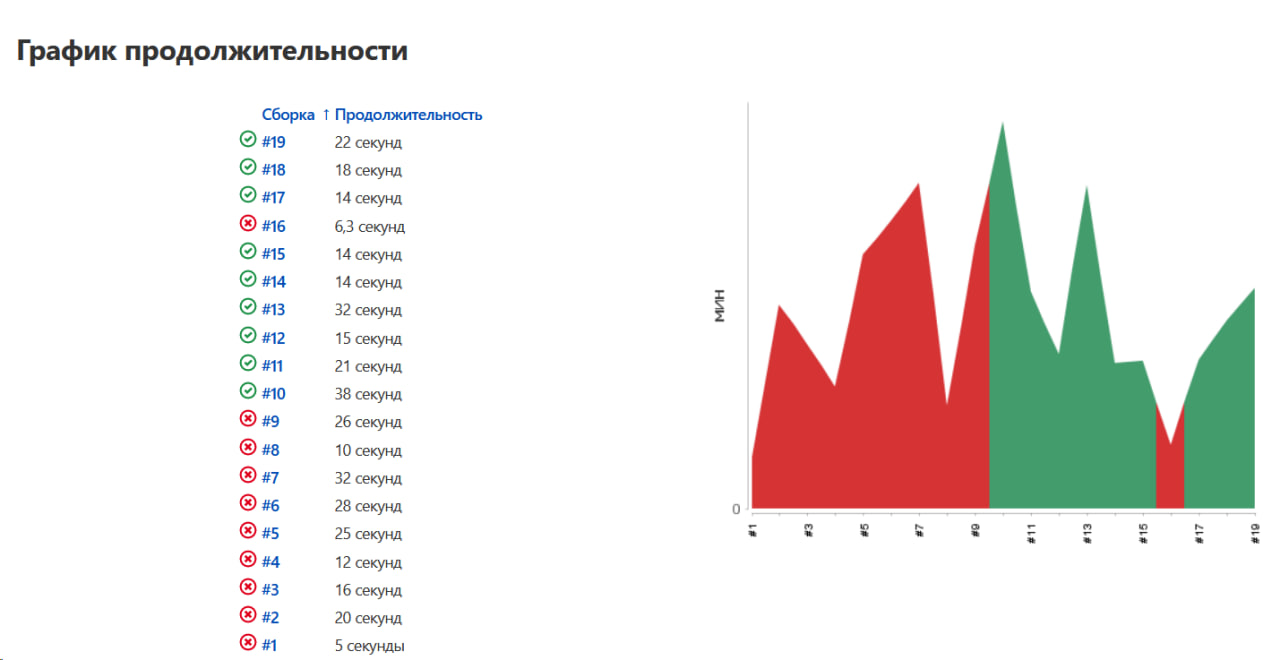 График продолжительности
Сборка ↑ Продолжительность
#19 22 секунд
#18 18 секунд
#17 14 секунд
#16 6,3 секунд
#15 14 секунд
#14 14 секунд
#13 32 секунд
#12 15 секунд
#11 21 секунд
#10 38 секунд
#9 26 секунд
#8 10 секунд
#7 32 секунд
#6 28 секунд
#5 25 секунд
#4 12 секунд
#3 16 секунд
#2 20 секунд
#1 5 секунды
мин
0
#1 #3 #5 #7 #9 #11 #13 #15 #17 #19